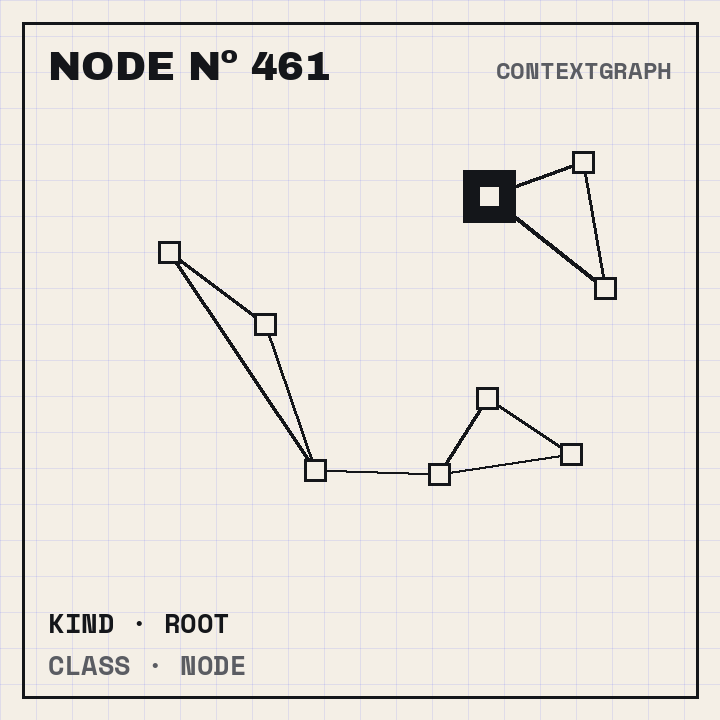 NODE Nº 461
CONTEXTGRAPH
KIND · ROOT
CLASS · NODE